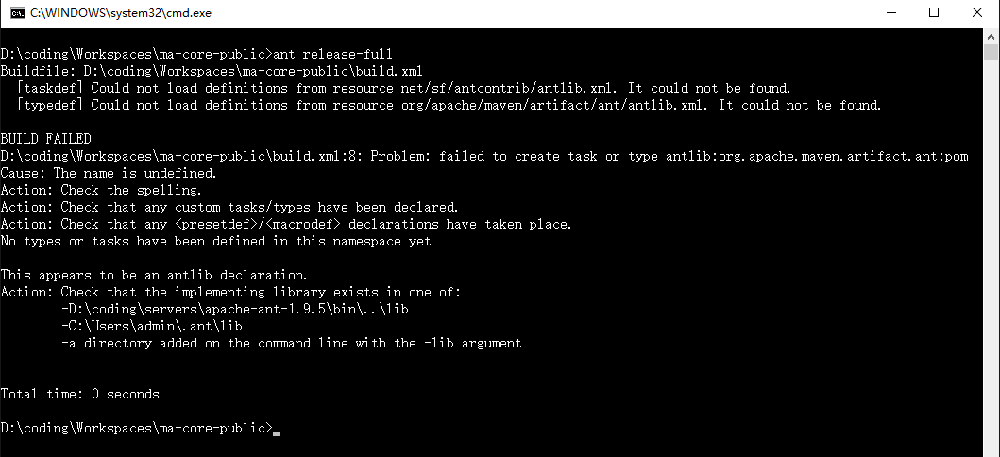 C:\WINDOWS\system32\cmd.exe
D:\coding\Workspaces\ma-core-public>ant release-full
Buildfile: D:\coding\Workspaces\ma-core-public\build.xml
  [taskdef] Could not load definitions from resource net/sf/antcontrib/antlib.xml. It could not be found.
  [typedef] Could not load definitions from resource org/apache/maven/artifact/ant/antlib.xml. It could not be found.
BUILD FAILED
D:\coding\Workspaces\ma-core-public\build.xml:8: Problem: failed to create task or type antlib:org.apache.maven.artifact.ant:pom
Cause: The name is undefined.
Action: Check the spelling.
Action: Check that any custom tasks/types have been declared.
Action: Check that any <presetdef>/<macrodef> declarations have taken place.
No types or tasks have been defined in this namespace yet
This appears to be an antlib declaration.
Action: Check that the implementing library exists in one of:
        -D:\coding\servers\apache-ant-1.9.5\bin\..\lib
        -C:\Users\admin\.ant\lib
        -a directory added on the command line with the -lib argument
Total time: 0 seconds
D:\coding\Workspaces\ma-core-public>